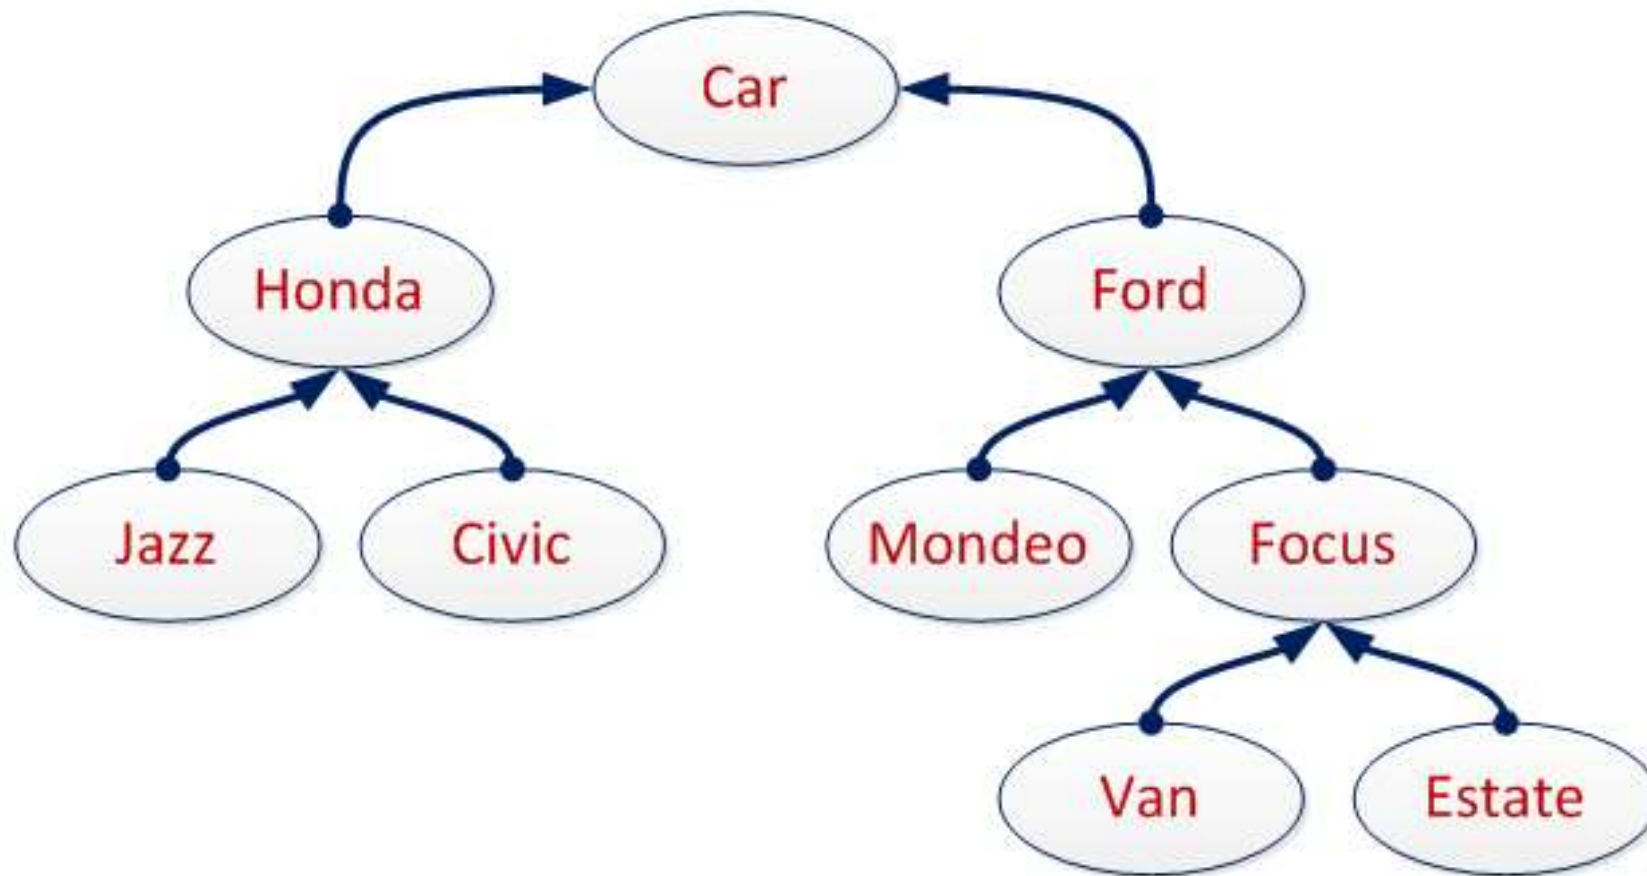 Car
Honda
Ford
Jazz
Civic
Mondeo
Focus
Van
Estate